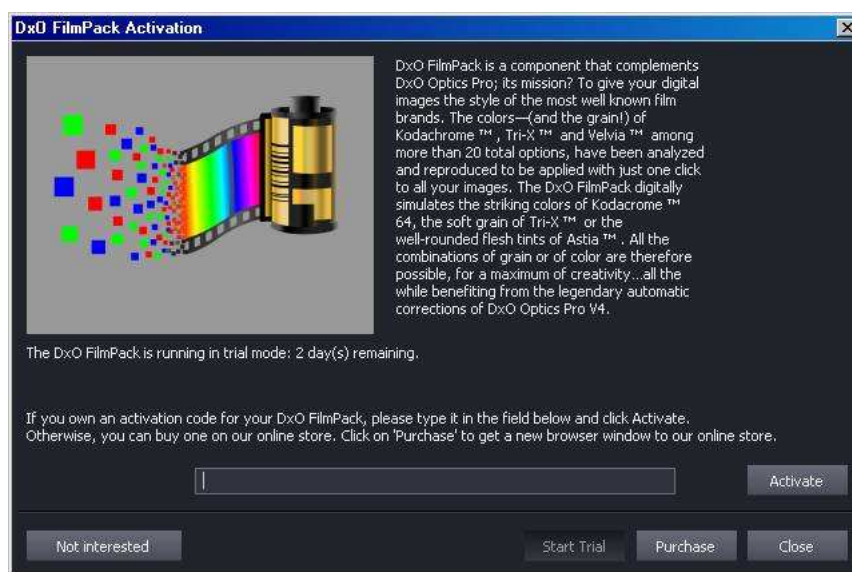 DxO FilmPack Activation
DxO FilmPack is a component that complements
DxO Optics Pro; its mission? To give your digital
images the style of the most well known film
brands. The colors—(and the grain!) of
Kodachrome ™ , Tri-X ™ and Velvia ™ among
more than 20 total options, have been analyzed
and reproduced to be applied with just one click
to all your images. The DxO FilmPack digitally
simulates the striking colors of Kodacrome ™
64, the soft grain of Tri-X ™ or the
well-rounded flesh tints of Astia ™ . All the
combinations of grain or of color are therefore
possible, for a maximum of creativity...all the
while benefiting from the legendary automatic
corrections of DxO Optics Pro V4.
The DxO FilmPack is running in trial mode: 2 day(s) remaining.
If you own an activation code for your DxO FilmPack, please type it in the field below and click Activate.
Otherwise, you can buy one on our online store. Click on 'Purchase' to get a new browser window to our online store.
Activate
Not interested
Start Trial
Purchase
Close